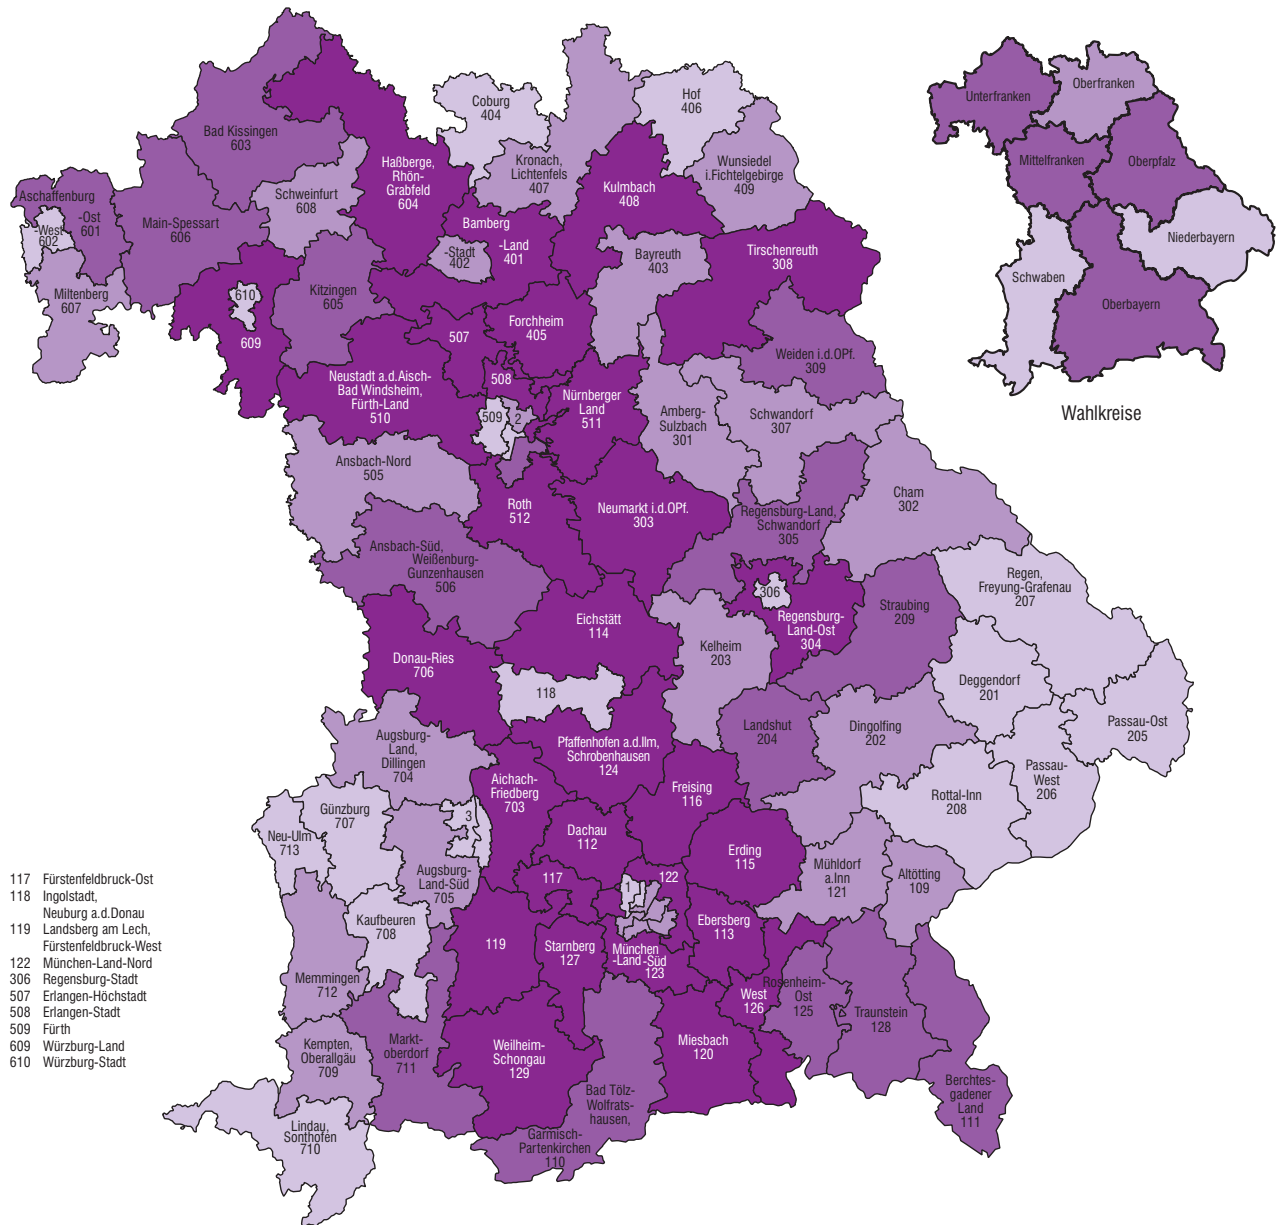 Coburg
404
Hof
406
Bad Kissingen
603
Haßberge,
Rhön-
Grabfeld
604
Kronach,
Lichtenfels
407
Wunsiedel
i.Fichtelgebirge
409
Kulmbach
408
Schweinfurt
608
Aschaffenburg
-Ost
601
-West
602
Main-Spessart
606
Bamberg
-Land
401
-Stadt
402
Bayreuth
403
Tirschenreuth
308
Miltenberg
607
610
Kitzingen
605
609
507
Forchheim
405
508
Weiden i.d.OPf.
309
Neustadt a.d.Aisch-
Bad Windsheim,
Fürth-Land
510
509
2
Nürnberger
Land
511
Amberg-
Sulzbach
301
Schwandorf
307
Ansbach-Nord
505
Roth
512
Neumarkt i.d.OPf.
303
Regensburg-Land,
Schwandorf
305
Cham
302
Ansbach-Süd,
Weißenburg-
Gunzenhausen
506
306
Regensburg-
Land-Ost
304
Straubing
209
Regen,
Freyung-Grafenau
207
Eichstätt
114
Kelheim
203
Donau-Ries
706
118
Deggendorf
201
Passau-Ost
205
Landshut
204
Dingolfing
202
Passau-
West
206
Rottal-Inn
208
Augsburg-
Land,
Dillingen
704
Pfaffenhofen a.d.Ilm,
Schrobenhausen
124
Aichach-
Friedberg
703
Freising
116
Günzburg
707
3
Neu-Ulm
713
Dachau
112
Erding
115
Augsburg-
Land-Süd
705
117
1
122
Mühldorf
a.Inn
121
Altötting
109
Kaufbeuren
708
119
Starnberg
127
Ebersberg
113
München
-Land-Süd
123
Memmingen
712
West
126
Rosenheim-
Ost
125
Traunstein
128
Kempten,
Oberallgäu
709
Markt-
oberdorf
711
Weilheim-
Schongau
129
Miesbach
120
Bad Tölz-
Wolfrats-
hausen,
Garmisch-
Partenkirchen
110
Berchtes-
gadener
Land
111
Lindau,
Sonthofen
710
Unterfranken
Oberfranken
Mittelfranken
Oberpfalz
Niederbayern
Schwaben
Oberbayern
Wahlkreise
117 Fürstenfeldbruck-Ost
118 Ingolstadt,
Neuburg a.d.Donau
119 Landsberg am Lech,
Fürstenfeldbruck-West
122 München-Land-Nord
306 Regensburg-Stadt
507 Erlangen-Höchstadt
508 Erlangen-Stadt
509 Fürth
609 Würzburg-Land
610 Würzburg-Stadt